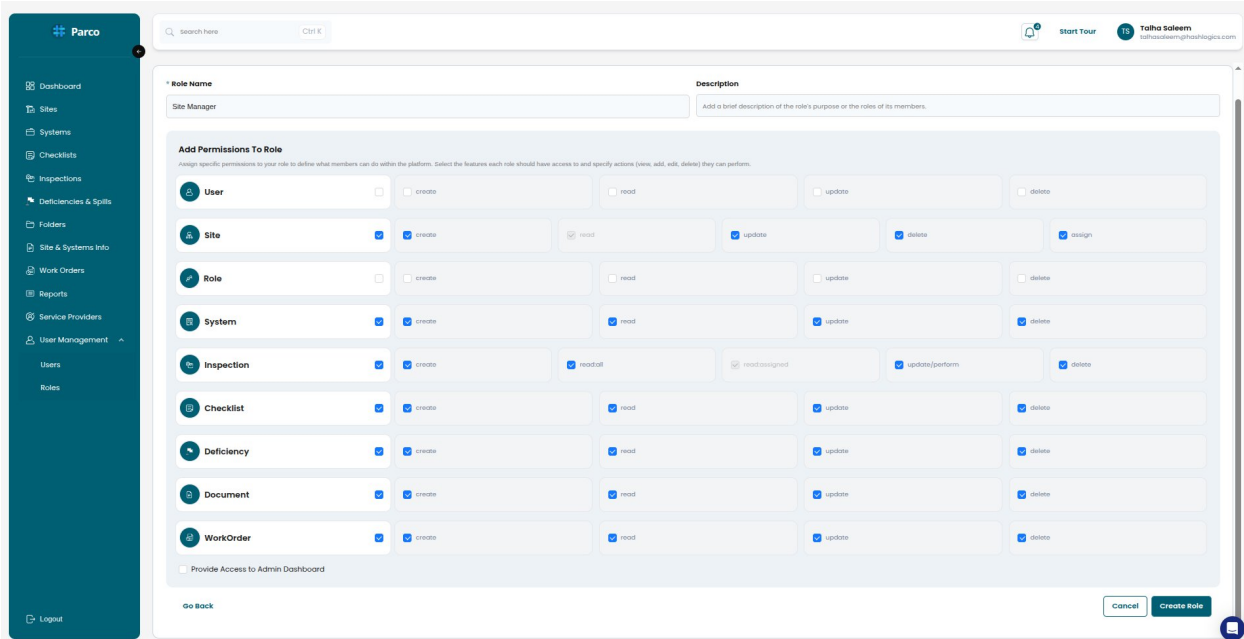 Parco
Search here
Ctrl K
4
Start Tour
TS
Talha Saleem
talhasaleem@hashlogics.com
Dashboard
Sites
Systems
Checklists
Inspections
Deficiencies & Spills
Folders
Site & Systems Info
Work Orders
Reports
Service Providers
User Management
Users
Roles
Logout
* Role Name
Description
Site Manager
Add a brief description of the role's purpose or the roles of its members.
Add Permissions To Role
Assign specific permissions to your role to define what members can do within the platform. Select the features each role should have access to and specify actions (view, add, edit, delete) they can perform.
User create read update delete
Site create read update delete assign
Role create read update delete
System create read update delete
Inspection create read:all read:assigned update/perform delete
Checklist create read update delete
Deficiency create read update delete
Document create read update delete
WorkOrder create read update delete
Provide Access to Admin Dashboard
Go Back
Cancel
Create Role